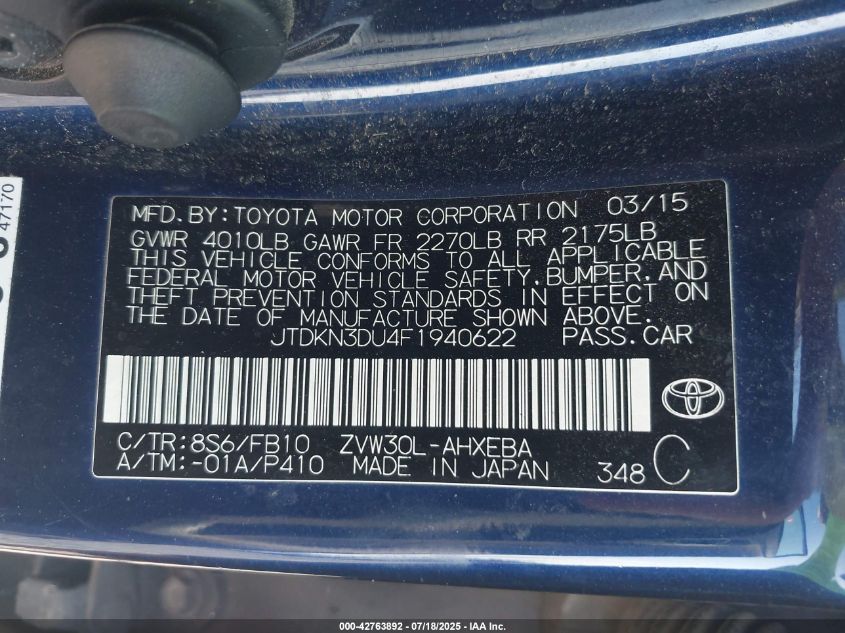 47170
MFD.BY:TOYOTA MOTOR CORPORATION 03/15
GVWR 4010LB GAWR FR 2270LB RR 2175LB
THIS VEHICLE CONFORMS TO ALL APPLICABLE
FEDERAL MOTOR VEHICLE SAFETY,BUMPER,AND
THEFT PREVENTION STANDARDS IN EFFECT ON
THE DATE OF MANUFACTURE SHOWN ABOVE.
JTDKN3DU4F1940622 PASS.CAR
C/TR:8S6/FB10 ZVW30L-AHXEBA
A/TM:-01A/P410 MADE IN JAPAN 348 C
000-42763892 - 07/18/2025 - IAA Inc.